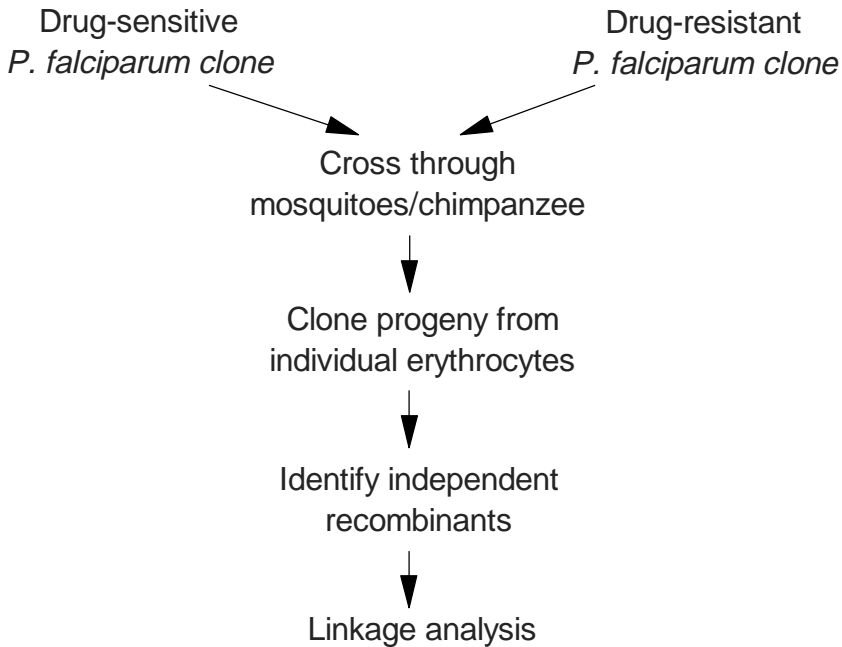 Drug-sensitive
P. falciparum clone
Drug-resistant
P. falciparum clone
Cross through
mosquitoes/chimpanzee
Clone progeny from
individual erythrocytes
Identify independent
recombinants
Linkage analysis